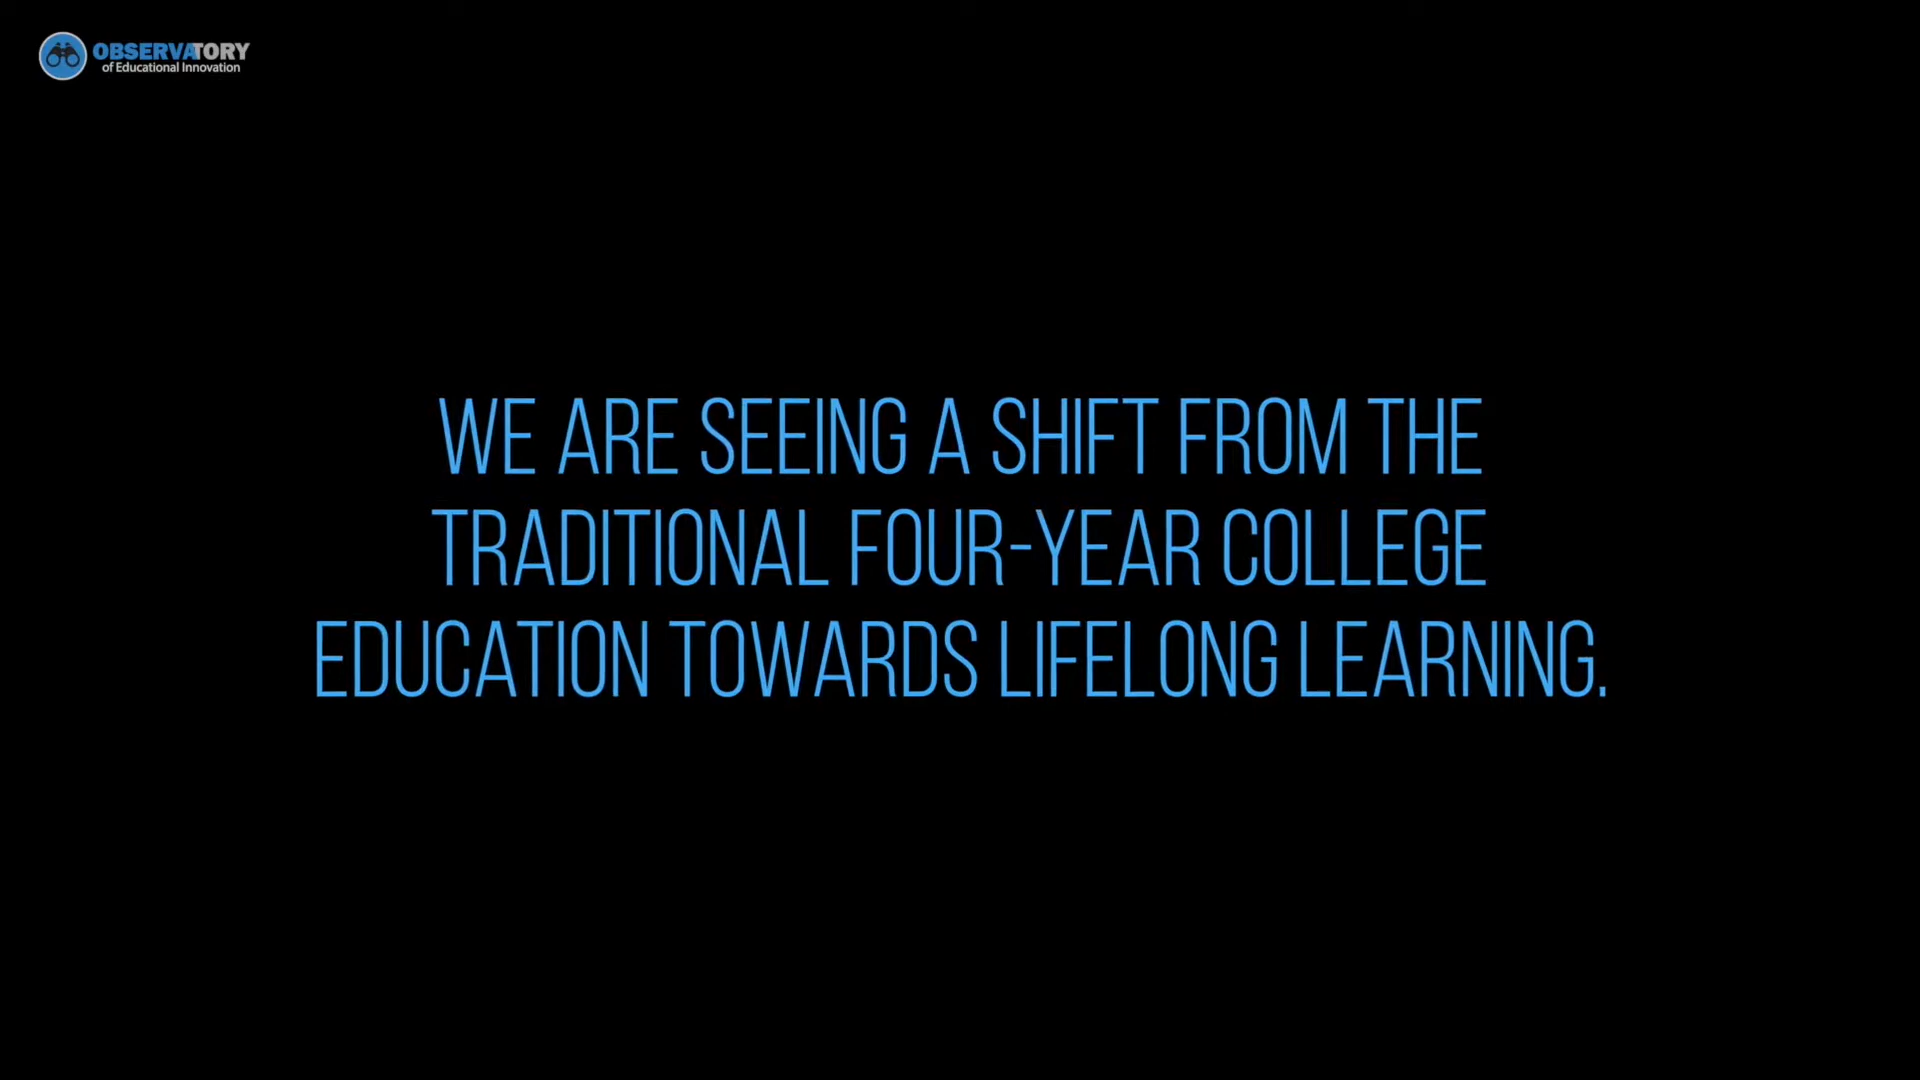 OBSERVATORY
of Educational Innovation
WE ARE SEEING A SHIFT FROM THE
TRADITIONAL FOUR-YEAR COLLEGE
EDUCATION TOWARDS LIFELONG LEARNING.